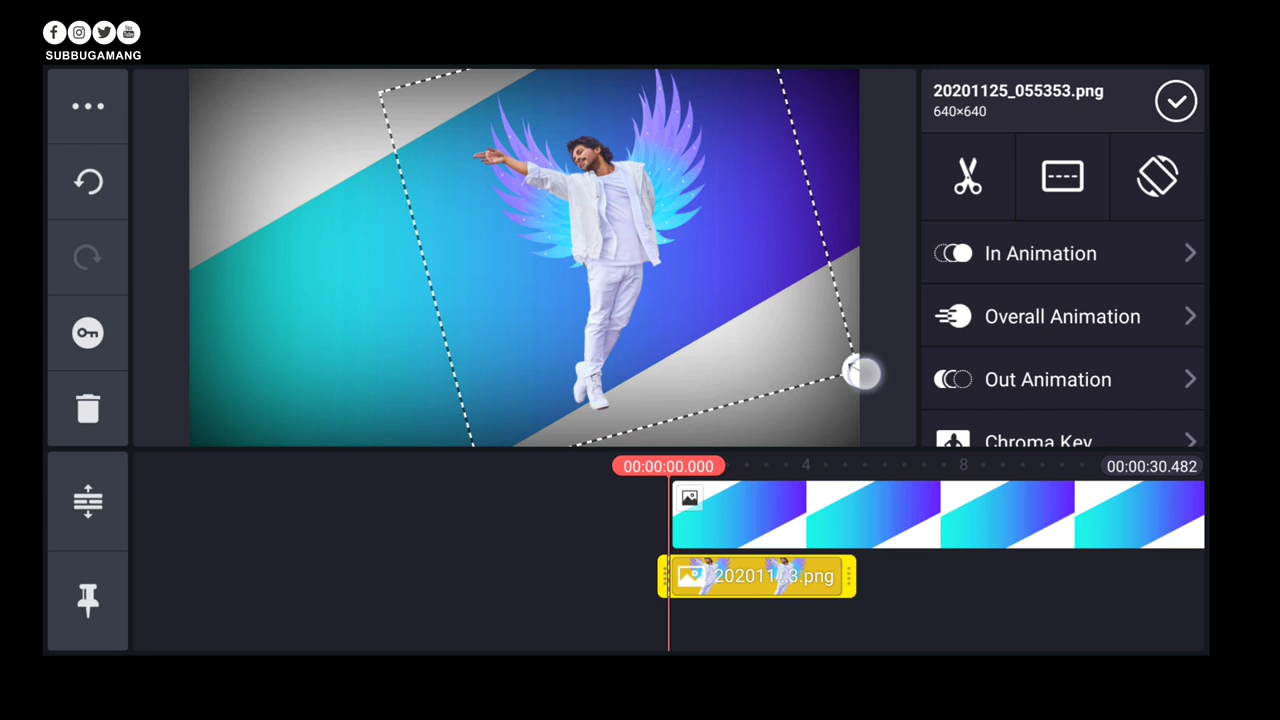 SUBBUGAMANG
20201125_055353.png
640×640
In Animation
Overall Animation
Out Animation
Chroma Key
00:00:00.000
4
8
00:00:30.482
202011...3.png